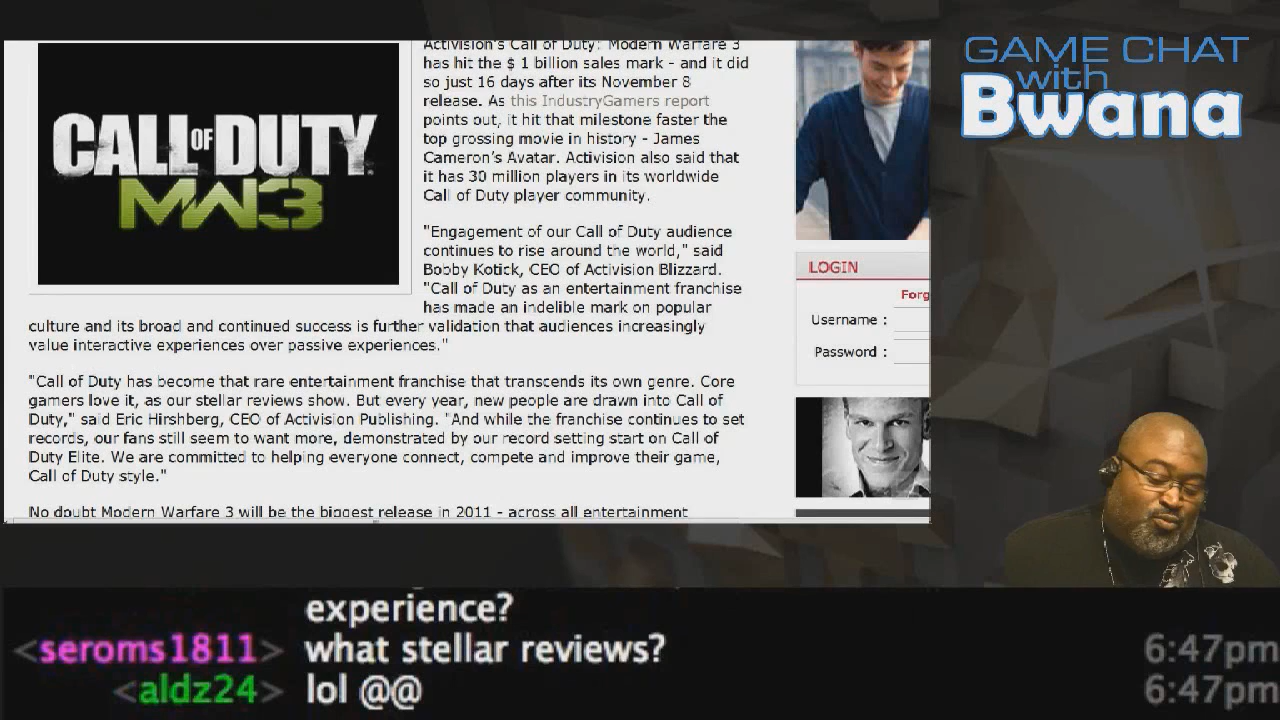 Activision's Call of Duty: Modern Warfare 3
has hit the $ 1 billion sales mark - and it did
so just 16 days after its November 8
release. As this IndustryGamers report
points out, it hit that milestone faster the
top grossing movie in history - James
Cameron's Avatar. Activision also said that
it has 30 million players in its worldwide
Call of Duty player community.
CALL OF DUTY
MW3
"Engagement of our Call of Duty audience
continues to rise around the world," said
Bobby Kotick, CEO of Activision Blizzard.
"Call of Duty as an entertainment franchise
has made an indelible mark on popular
culture and its broad and continued success is further validation that audiences increasingly
value interactive experiences over passive experiences."
"Call of Duty has become that rare entertainment franchise that transcends its own genre. Core
gamers love it, as our stellar reviews show. But every year, new people are drawn into Call of
Duty," said Eric Hirshberg, CEO of Activision Publishing. "And while the franchise continues to set
records, our fans still seem to want more, demonstrated by our record setting start on Call of
Duty Elite. We are committed to helping everyone connect, compete and improve their game,
Call of Duty style."
No doubt Modern Warfare 3 will be the biggest release in 2011 - across all entertainment
LOGIN
Forg
Username :
Password :
GAME CHAT
with
Bwana
experience?
<seroms1811> what stellar reviews? 6:47pm
<aldz24> lol @@ 6:47pm